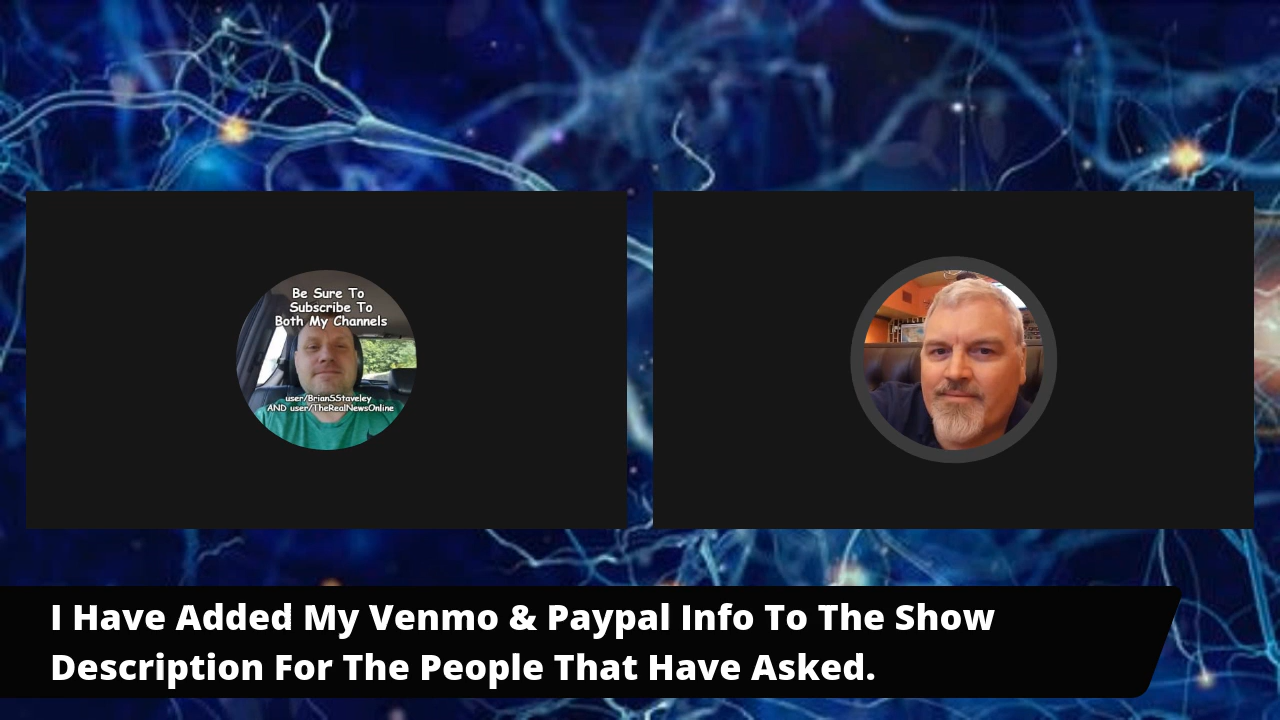 Be Sure To
Subscribe To
Both My Channels
user/BrianSStaveley
AND user/TheRealNewsOnline
I Have Added My Venmo & Paypal Info To The Show
Description For The People That Have Asked.